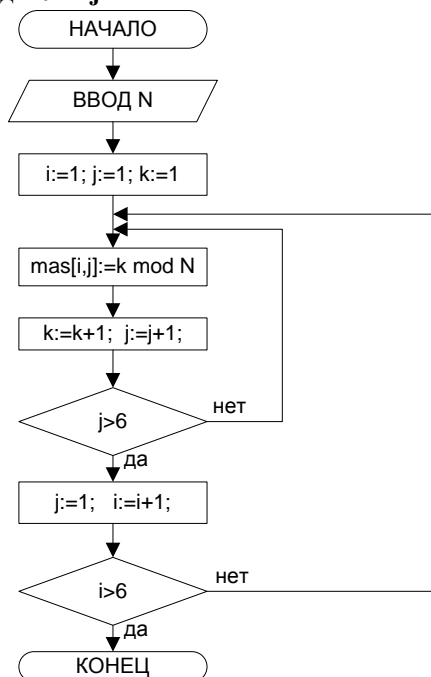 НАЧАЛО
ВВОД N
i:=1; j:=1; k:=1
mas[i,j]:=k mod N
k:=k+1; j:=j+1;
j>6
нет
да
j:=1; i:=i+1;
i>6
нет
да
КОНЕЦ